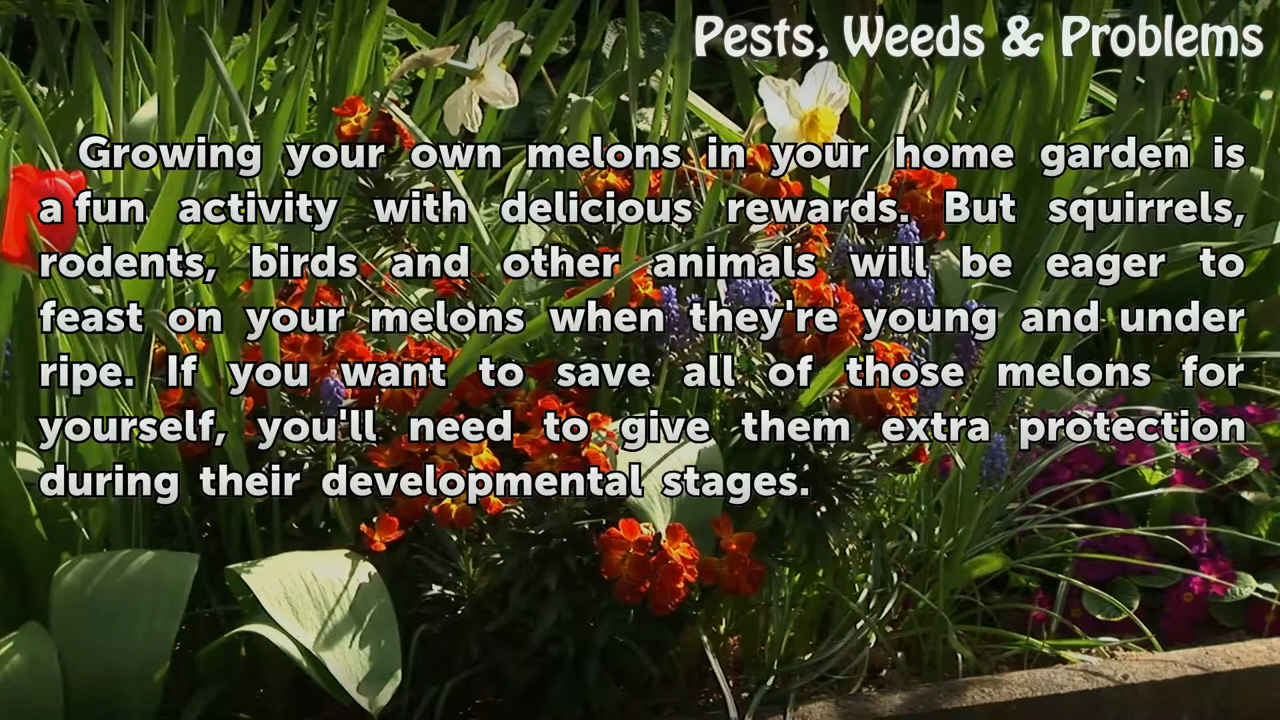 Pests, Weeds & Problems
Growing your own melons in your home garden is
a fun activity with delicious rewards. But squirrels,
rodents, birds and other animals will be eager to
feast on your melons when they're young and under
ripe. If you want to save all of those melons for
yourself, you'll need to give them extra protection
during their developmental stages.